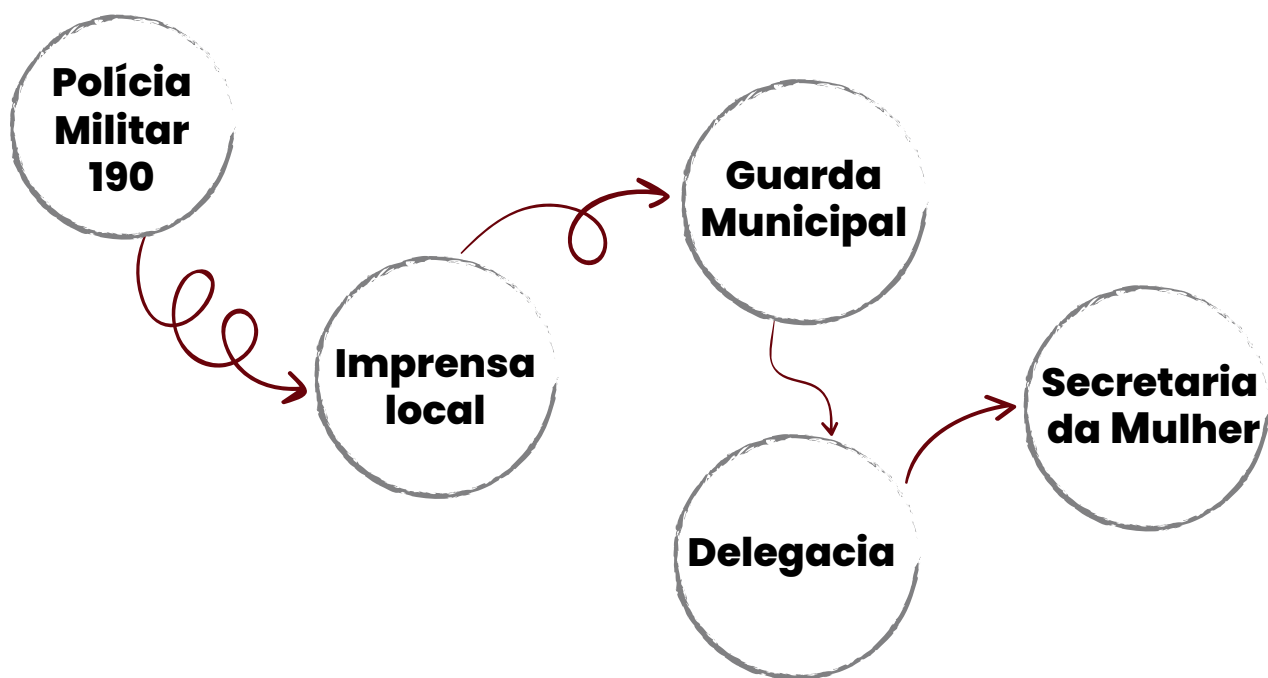 Polícia
Militar
190
Imprensa
local
Guarda
Municipal
Delegacia
Secretaria
da Mulher